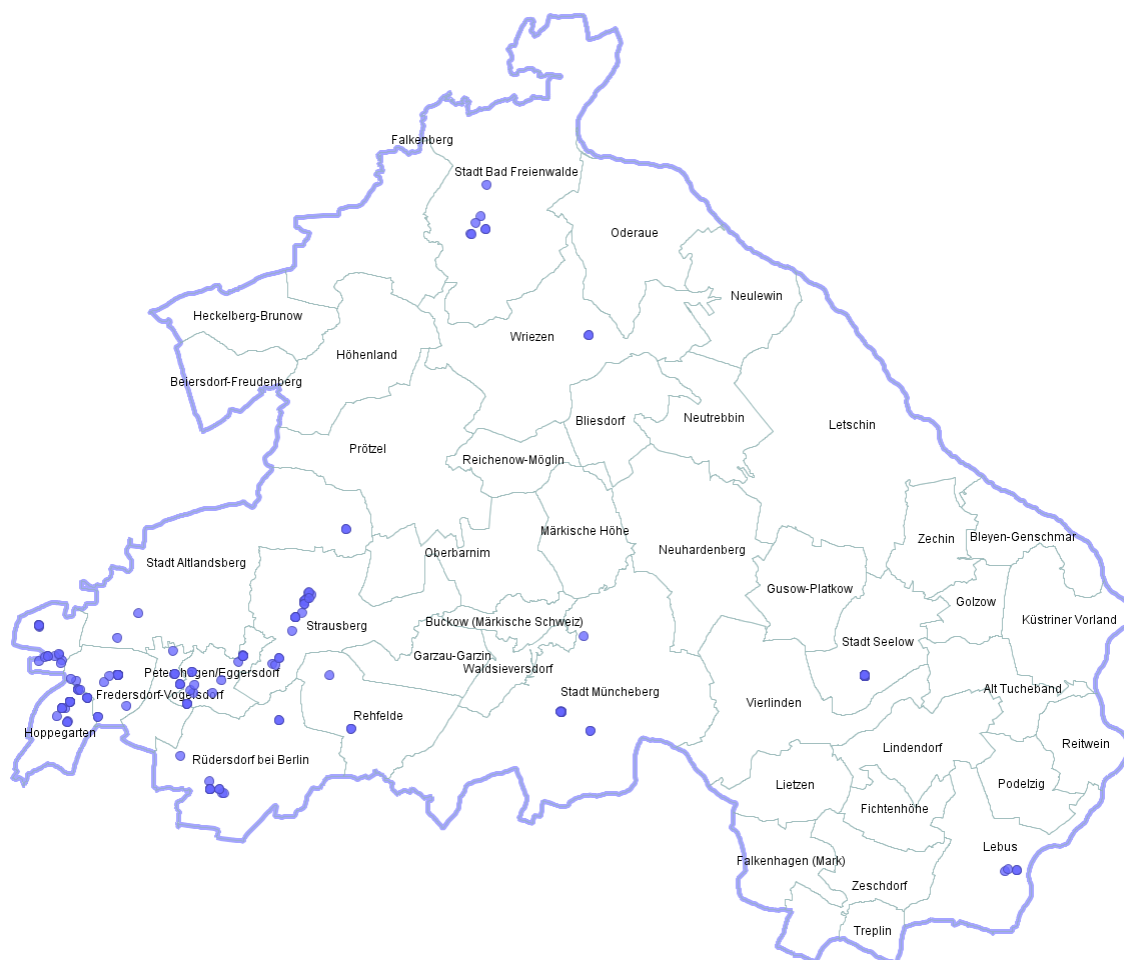 Falkenberg
Stadt Bad Freienwalde
Oderaue
Neulewin
Heckelberg-Brunow
Wriezen
Höhenland
Beiersdorf-Freudenberg
Bliesdorf
Neutrebbin
Letschin
Prötzel
Reichenow-Möglin
Märkische Höhe
Zechin
Bleyen-Genschmar
Oberbarnim
Neuhardenberg
Stadt Altlandsberg
Gusow-Platkow
Golzow
Buckow (Märkische Schweiz)
Küstriner Vorland
Strausberg
Stadt Seelow
Garzau-Garzin
Waldsieversdorf
Petershagen/Eggersdorf
Alt Tucheband
Stadt Müncheberg
Fredersdorf-Vogelsdorf
Vierlinden
Rehfelde
Hoppegarten
Lindendorf
Reitwein
Rüdersdorf bei Berlin
Lietzen
Podelzig
Fichtenhöhe
Lebus
Falkenhagen (Mark)
Zeschdorf
Treplin